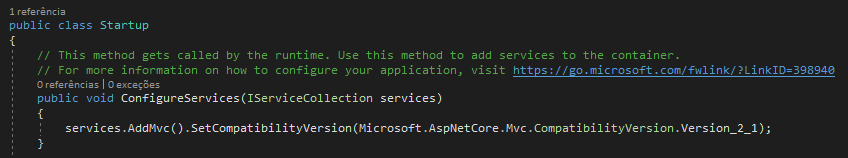 1 referência
public class Startup
{
// This method gets called by the runtime. Use this method to add services to the container.
// For more information on how to configure your application, visit https://go.microsoft.com/fwlink/?LinkID=398940
0 referências | 0 exceções
public void ConfigureServices(IServiceCollection services)
{
services.AddMvc().SetCompatibilityVersion(Microsoft.AspNetCore.Mvc.CompatibilityVersion.Version_2_1);
}